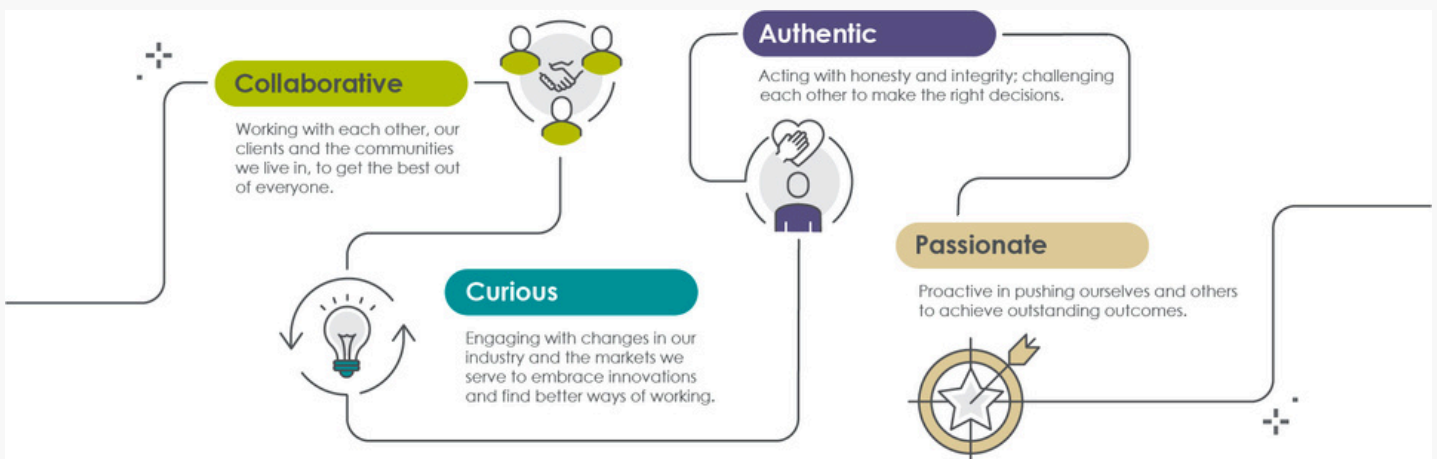 Collaborative
Working with each other, our
clients and the communities
we live in, to get the best out
of everyone.
Curious
Engaging with changes in our
industry and the markets we
serve to embrace innovations
and find better ways of working.
Authentic
Acting with honesty and integrity; challenging
each other to make the right decisions.
Passionate
Proactive in pushing ourselves and others
to achieve outstanding outcomes.